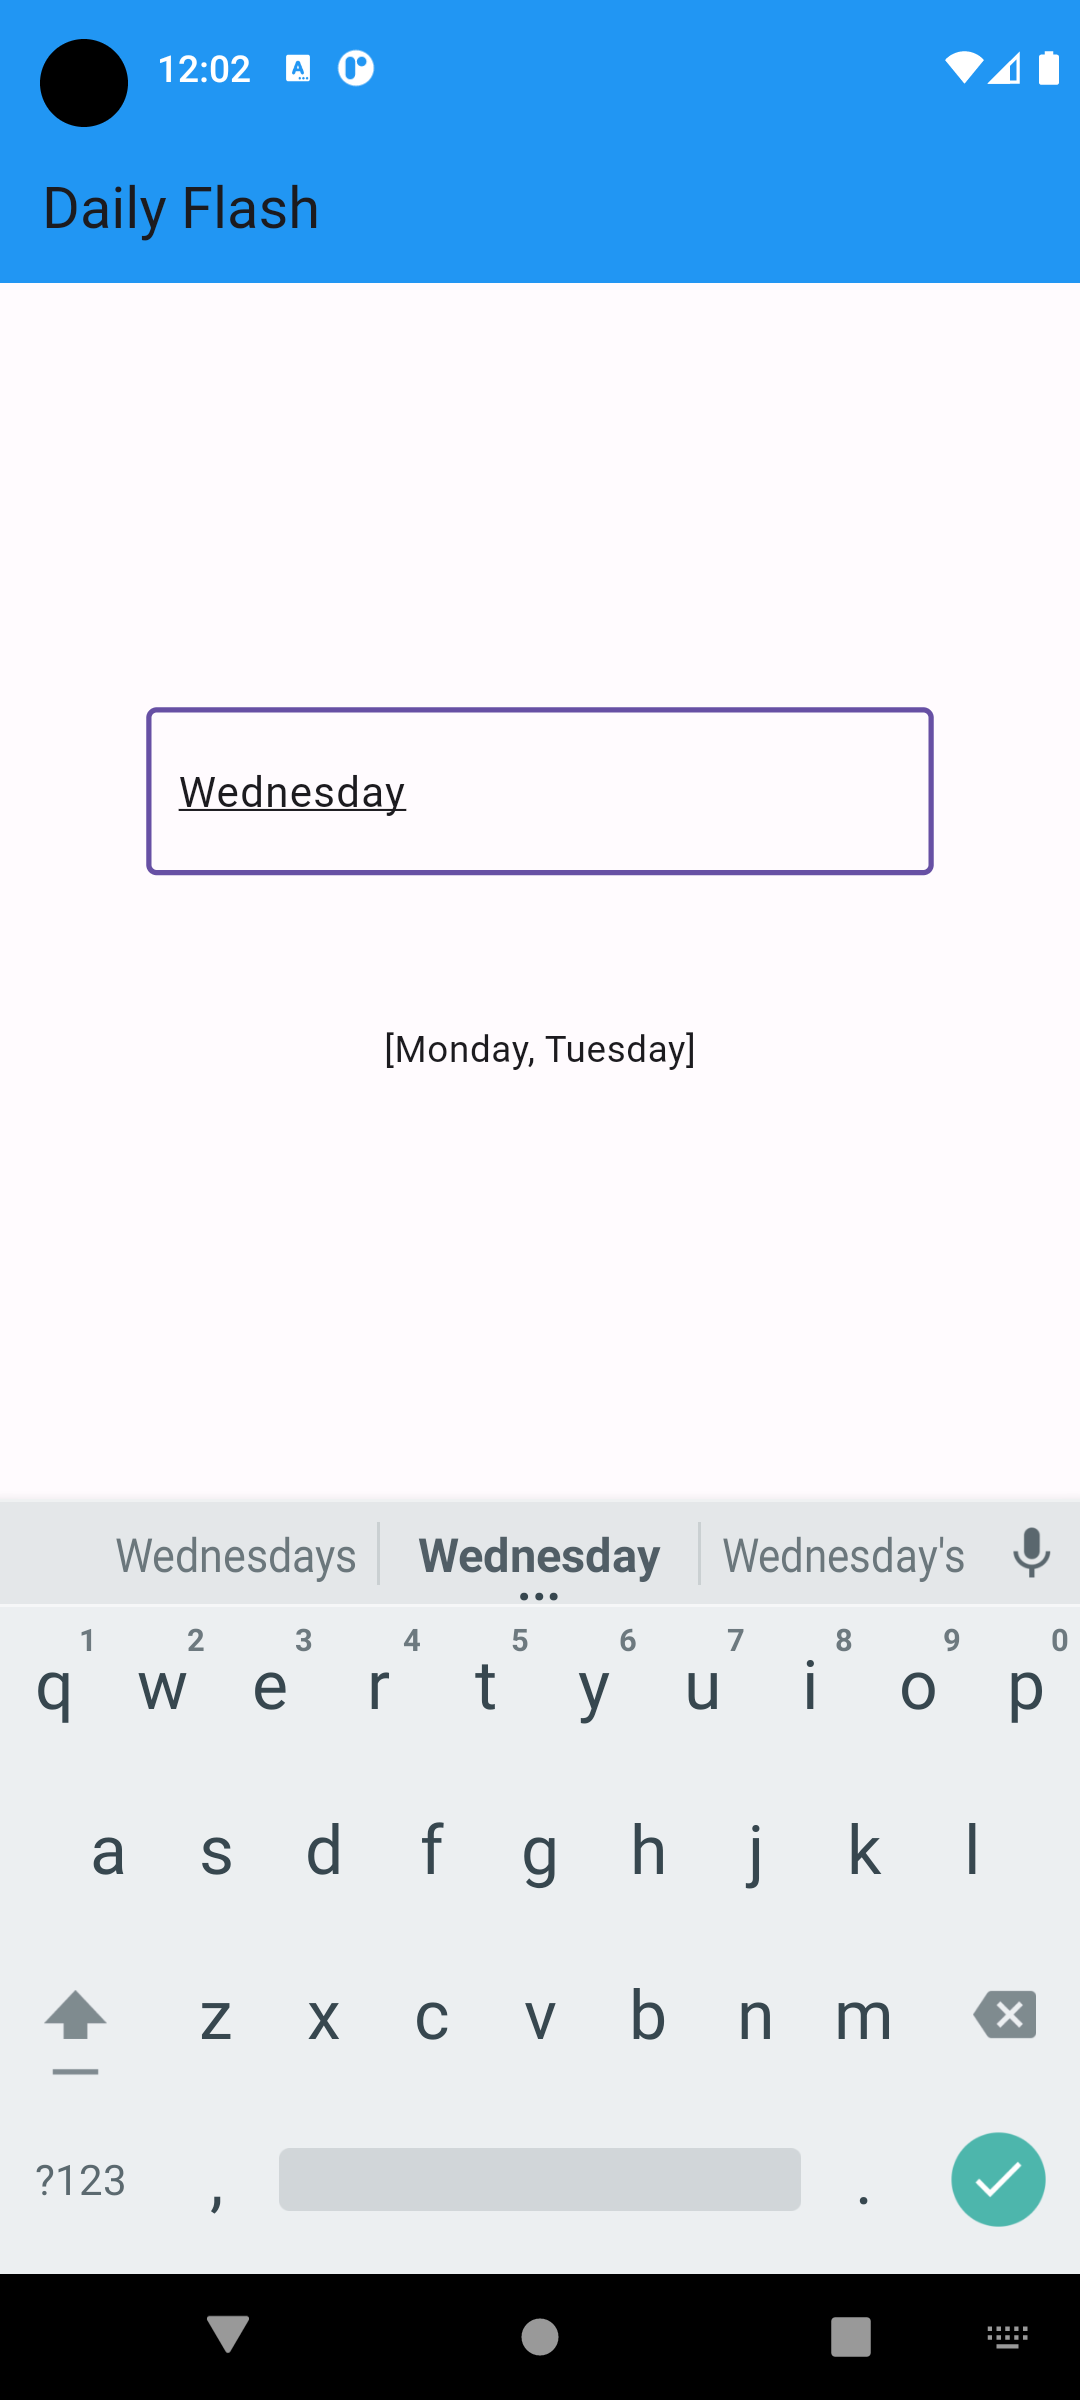 12:02
Daily Flash
Wednesday
[Monday, Tuesday]
Wednesdays Wednesday Wednesday's
1 2 3 4 5 6 7 8 9 0
q w e r t y u i o p
a s d f g h j k l
z x c v b n m
?123 , .